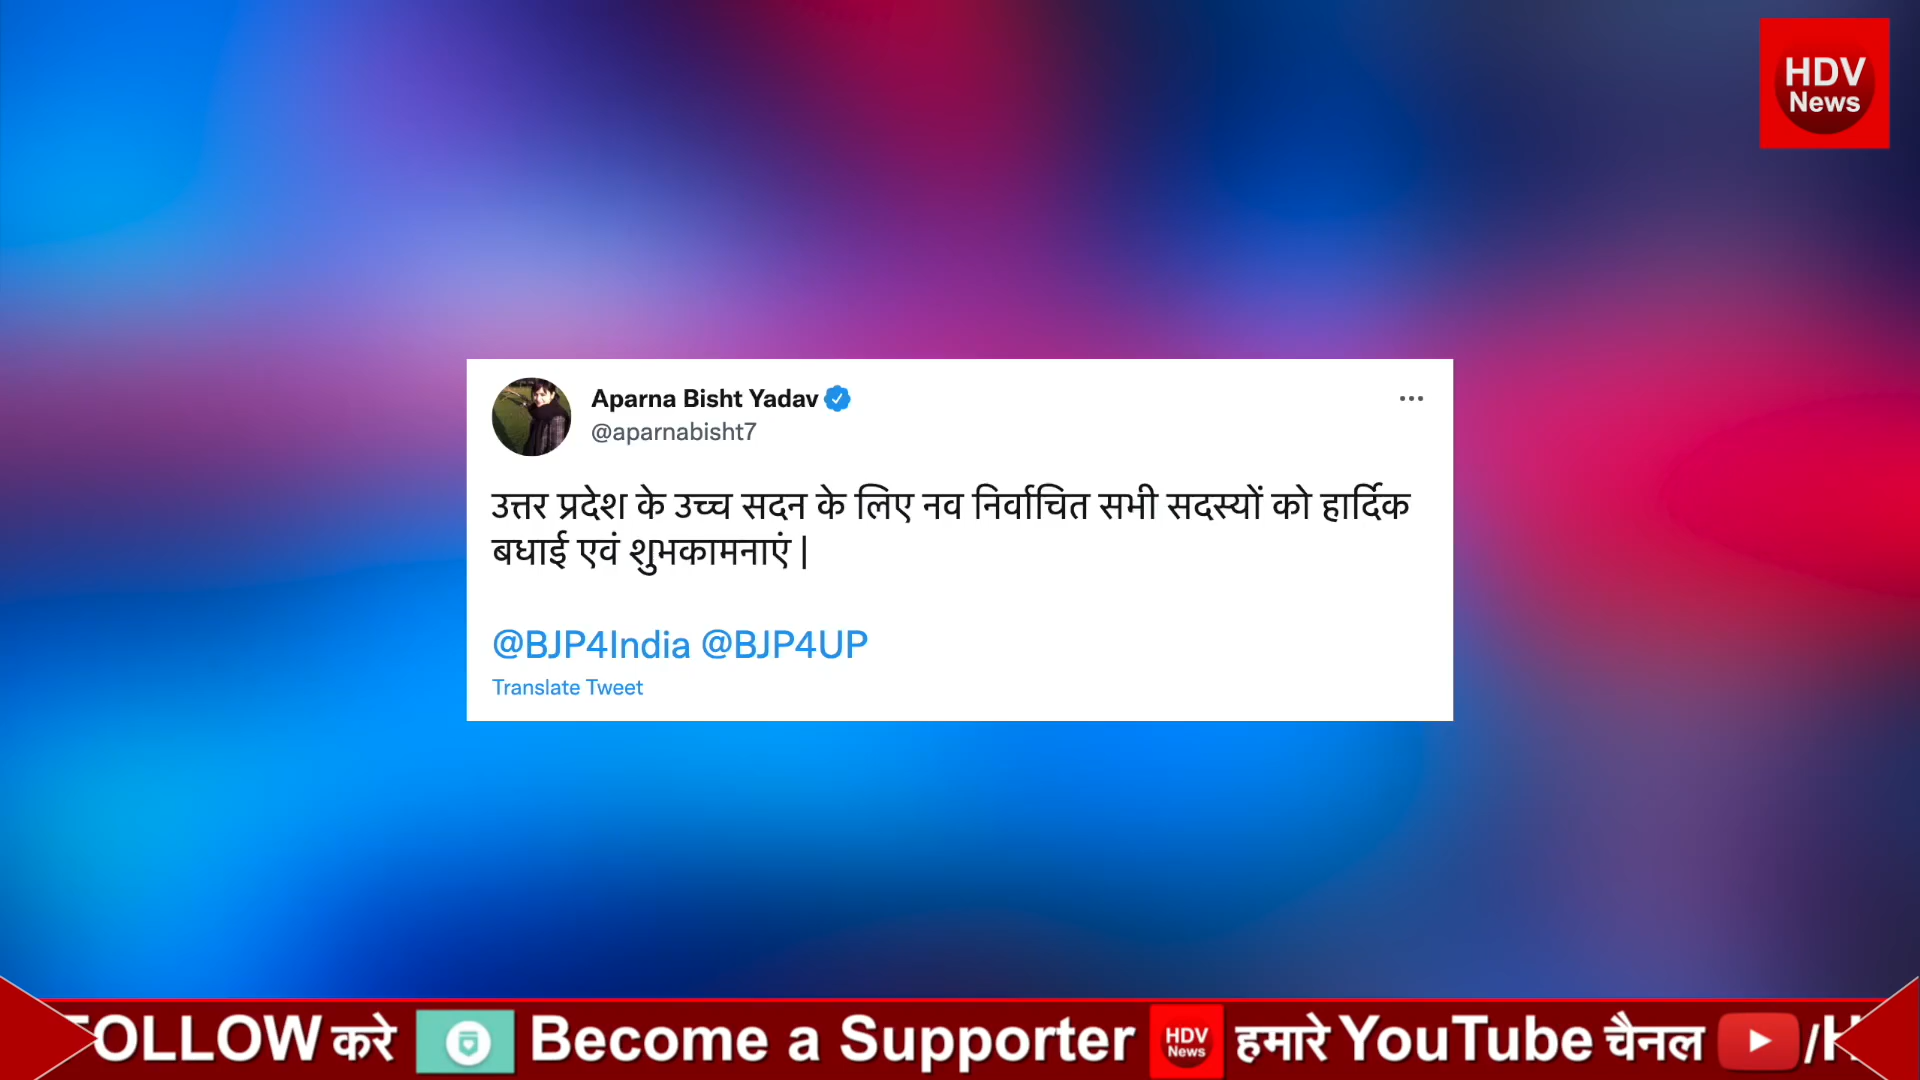 HDV
News
Aparna Bisht Yadav
@aparnabisht7
उत्तर प्रदेश के उच्च सदन के लिए नव निर्वाचित सभी सदस्यों को हार्दिक
बधाई एवं शुभकामनाएं |
@BJP4India @BJP4UP
Translate Tweet
OLLOW करे Become a Supporter HDV News हमारे YouTube चैनल /H